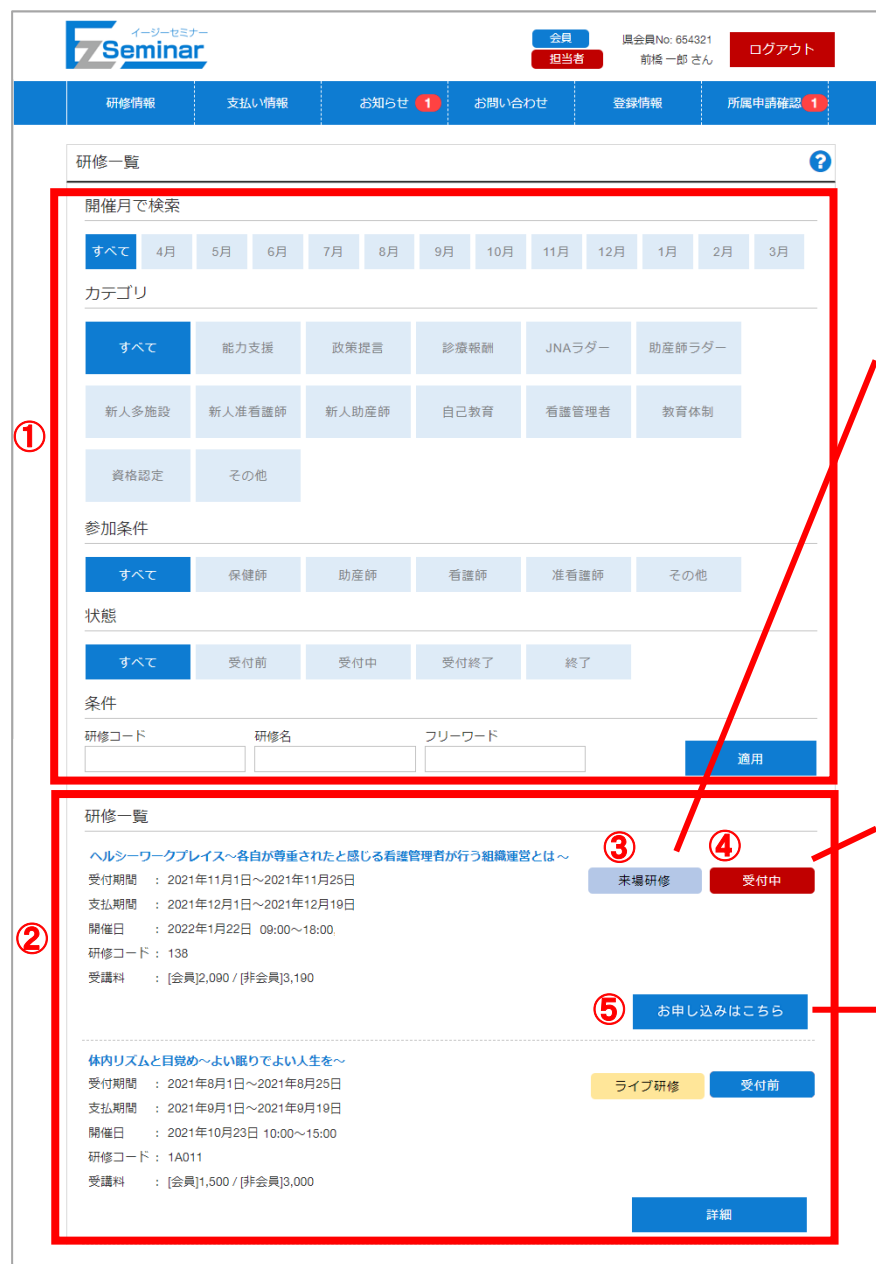 イージーセミナー
EzSeminar
会員
担当者
県会員No: 654321
前橋 一郎 さん
ログアウト
研修情報 支払い情報 お知らせ 1 お問い合わせ 登録情報 所属申請確認 1
研修一覧 ?
開催月で検索
すべて 4月 5月 6月 7月 8月 9月 10月 11月 12月 1月 2月 3月
カテゴリ
すべて 能力支援 政策提言 診療報酬 JNAラダー 助産師ラダー
新人多施設 新人准看護師 新人助産師 自己教育 看護管理者 教育体制
①
資格認定 その他
参加条件
すべて 保健師 助産師 看護師 准看護師 その他
状態
すべて 受付前 受付中 受付終了 終了
条件
研修コード 研修名 フリーワード
適用
研修一覧
ヘルシーワークプレイス～各自が尊重されたと感じる看護管理者が行う組織運営とは～
③ ④
受付期間 : 2021年11月1日～2021年11月25日
来場研修 受付中
支払期間 : 2021年12月1日～2021年12月19日
開催日 : 2022年1月22日 09:00～18:00
②
研修コード : 138
受講料 : [会員]2,090 / [非会員]3,190
⑤ お申し込みはこちら
体内リズムと目覚め～よい眠りでよい人生を～
受付期間 : 2021年8月1日～2021年8月25日
ライブ研修 受付前
支払期間 : 2021年9月1日～2021年9月19日
開催日 : 2021年10月23日 10:00～15:00
研修コード : 1A011
受講料 : [会員]1,500 / [非会員]3,000
詳細